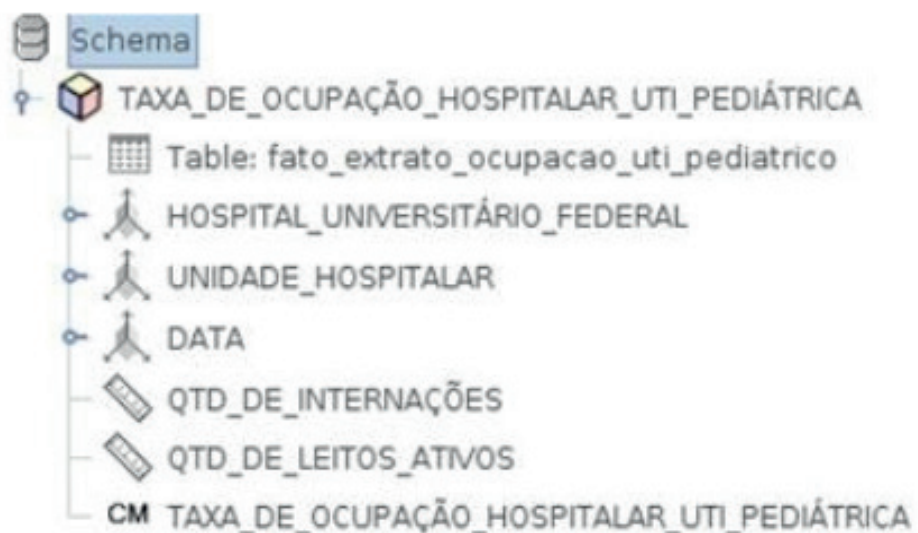 Schema
TAXA_DE_OCUPAÇÃO_HOSPITALAR_UTI_PEDIÁTRICA
Table: fato_extrato_ocupacao_uti_pediatrico
HOSPITAL_UNIVERSITÁRIO_FEDERAL
UNIDADE_HOSPITALAR
DATA
QTD_DE_INTERNAÇÕES
QTD_DE_LEITOS_ATIVOS
CM TAXA_DE_OCUPAÇÃO_HOSPITALAR_UTI_PEDIÁTRICA